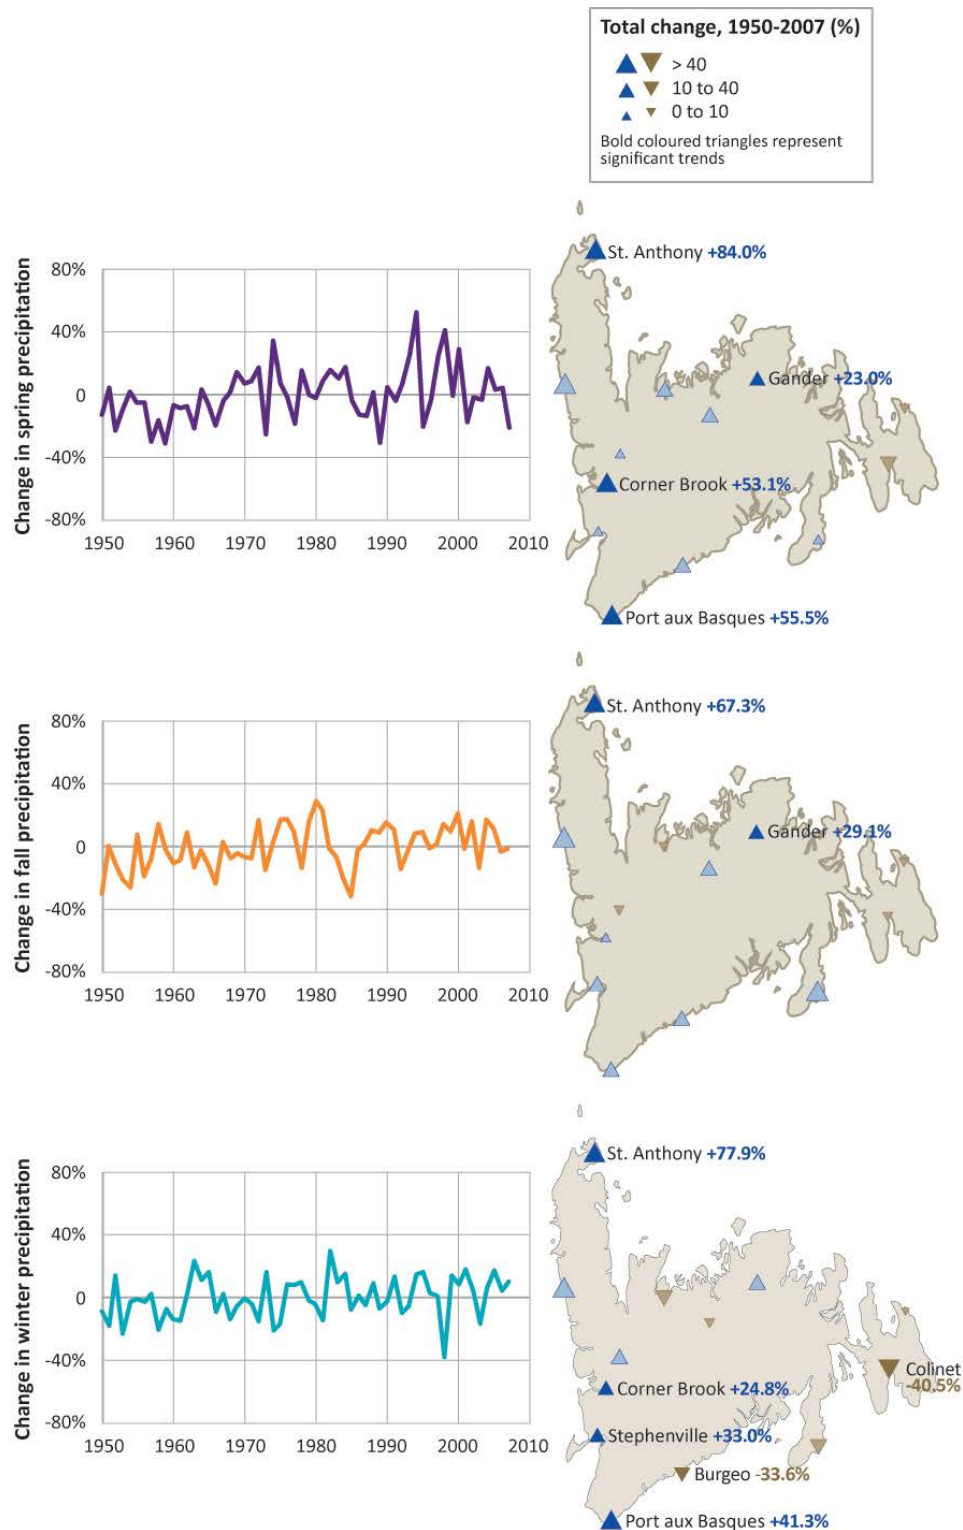 Total change, 1950-2007 (%)
> 40
10 to 40
0 to 10
Bold coloured triangles represent
significant trends
Change in spring precipitation
80%
40%
0
-40%
-80%
1950 1960 1970 1980 1990 2000 2010
St. Anthony +84.0%
Gander +23.0%
Corner Brook +53.1%
Port aux Basques +55.5%
Change in fall precipitation
80%
40%
0
-40%
-80%
1950 1960 1970 1980 1990 2000 2010
St. Anthony +67.3%
Gander +29.1%
Change in winter precipitation
80%
40%
0
-40%
-80%
1950 1960 1970 1980 1990 2000 2010
St. Anthony +77.9%
Colinet
-40.5%
Corner Brook +24.8%
Stephenville +33.0%
Burgeo -33.6%
Port aux Basques +41.3%